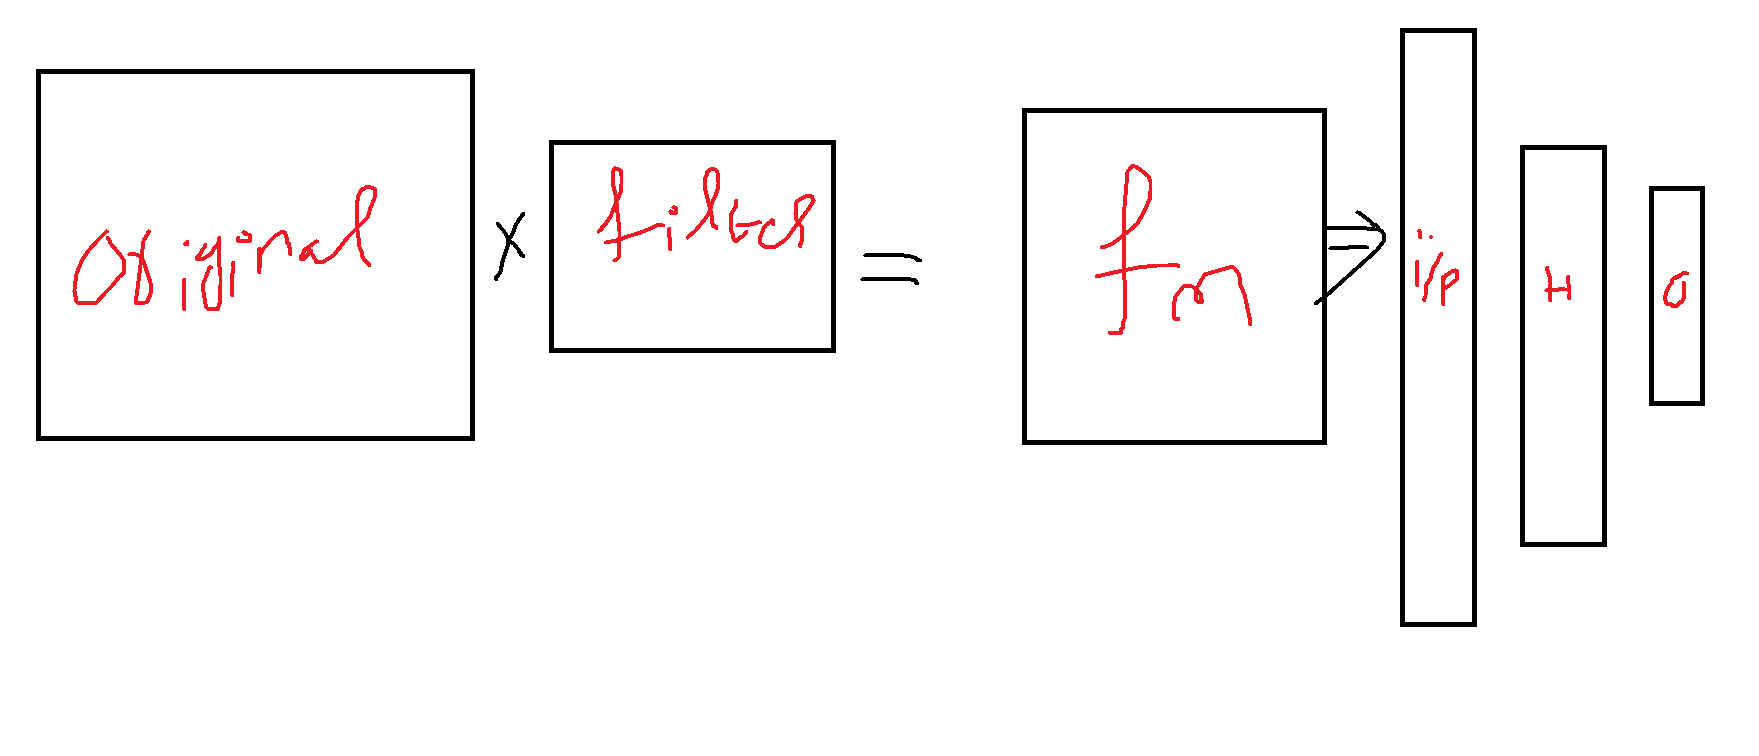 Original x filter = fm ⇒ i/p H O